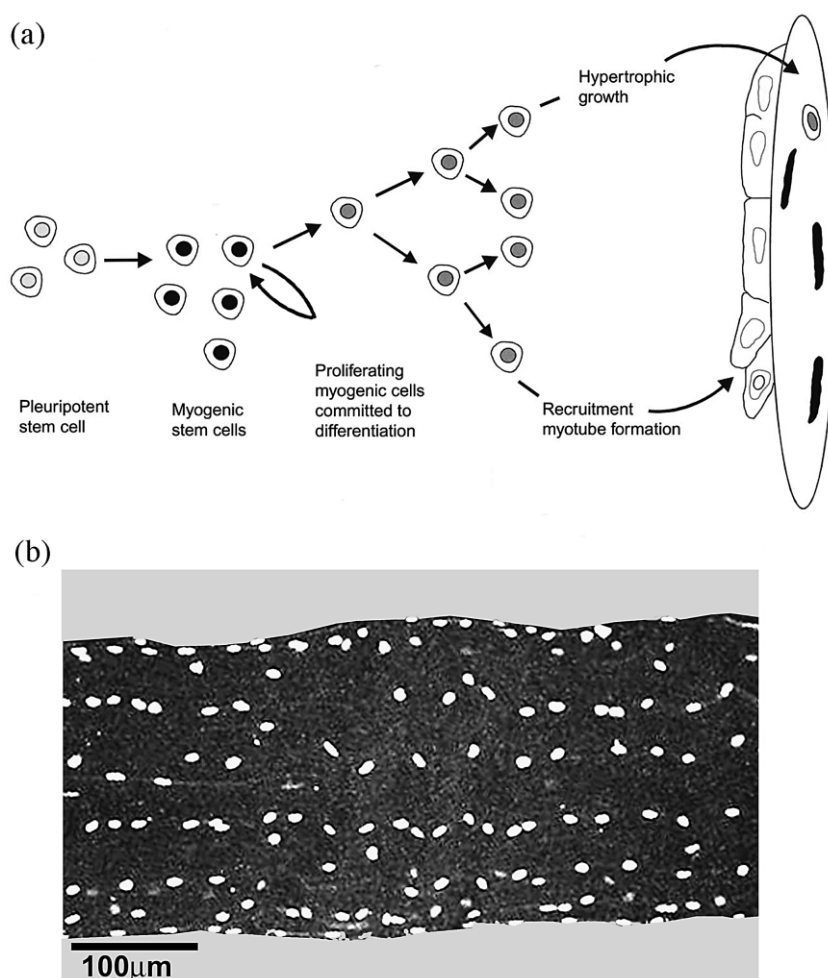 (a)
Hypertrophic
growth
Pleuripotent
stem cell
Myogenic
stem cells
Proliferating
myogenic cells
committed to
differentiation
Recruitment
myotube formation
(b)
100µm